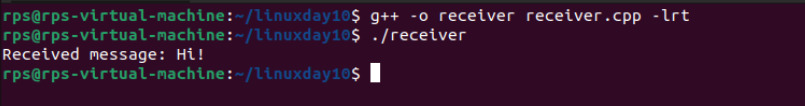 rps@rps-virtual-machine:~/linuxday10$ g++ -o receiver receiver.cpp -lrt
rps@rps-virtual-machine:~/linuxday10$ ./receiver
Received message: Hi!
rps@rps-virtual-machine:~/linuxday10$